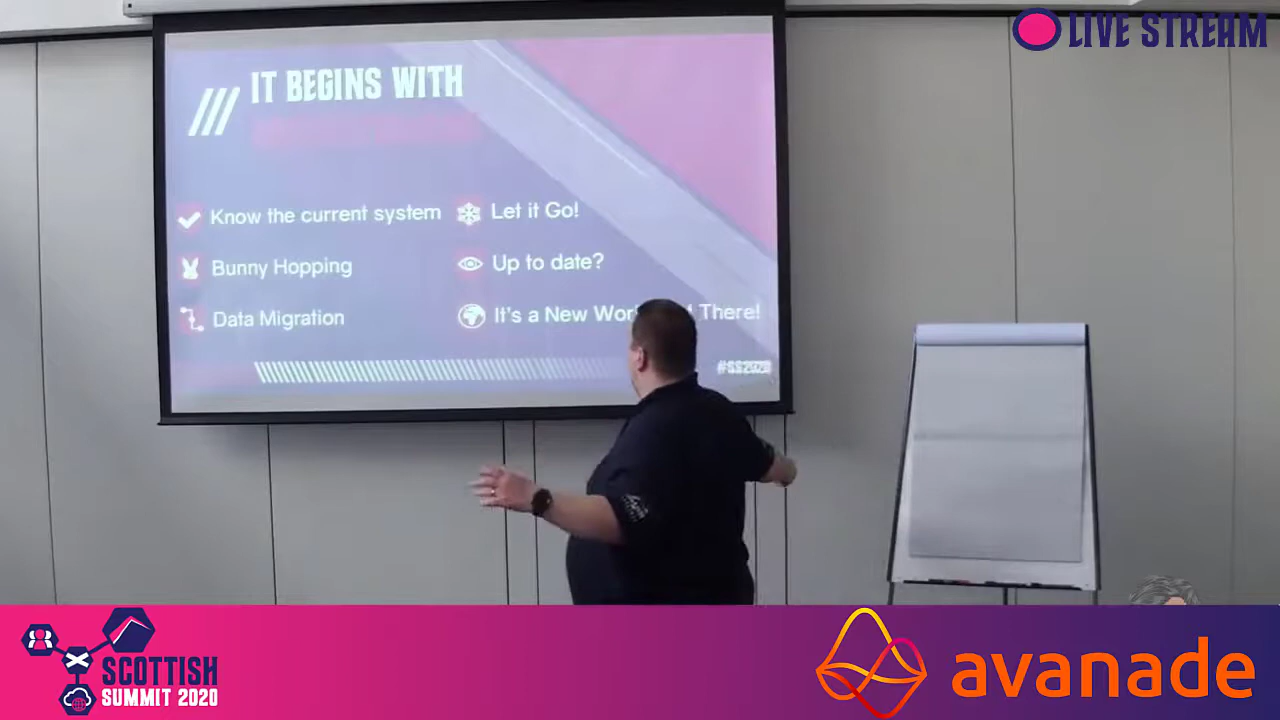 LIVE STREAM
IT BEGINS WITH
Know the current system
Let it Go!
Bunny Hopping
Up to date?
Data Migration
It's a New There!
#SS2020
SCOTTISH
SUMMIT 2020
avanade